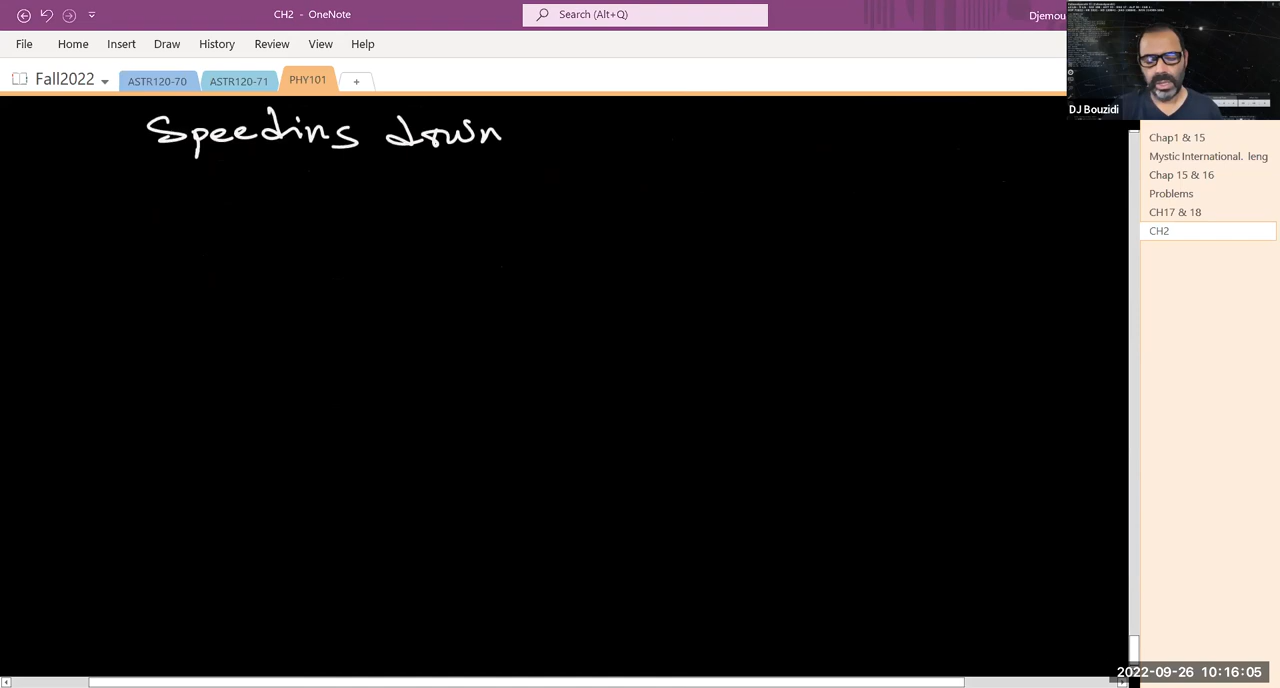 CH2 - OneNote
Search (Alt+Q)
Djemou
File Home Insert Draw History Review View Help
Fall2022 ASTR120-70 ASTR120-71 PHY101 +
DJ Bouzidi
Speeding down
Chap1 & 15
Mystic International. leng
Chap 15 & 16
Problems
CH17 & 18
CH2
2022-09-26 10:16:05